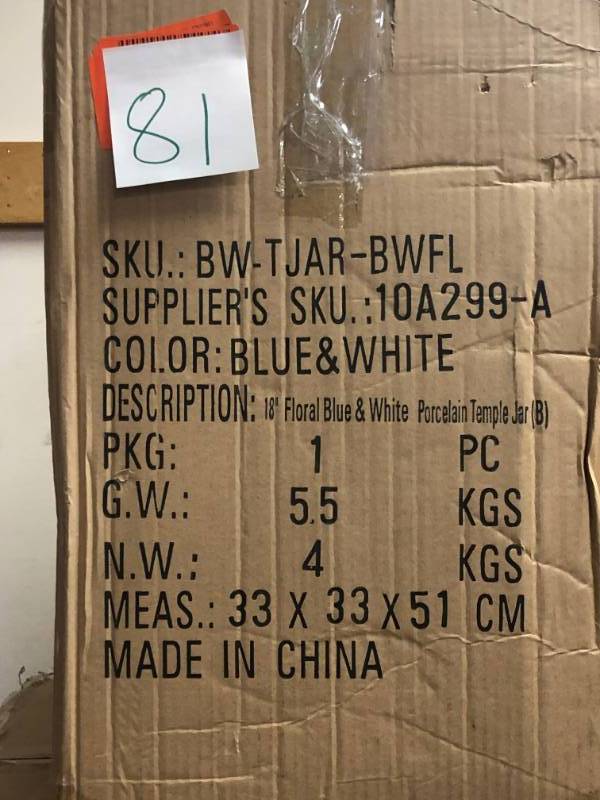 81
SKU.: BW-TJAR-BWFL
SUPPLIER'S SKU.:10A299-A
COLOR: BLUE&WHITE
DESCRIPTION: 18" Floral Blue & White Porcelain Temple Jar (B)
PKG: 1 PC
G.W.: 5.5 KGS
N.W.: 4 KGS
MEAS.: 33 X 33 X 51 CM
MADE IN CHINA